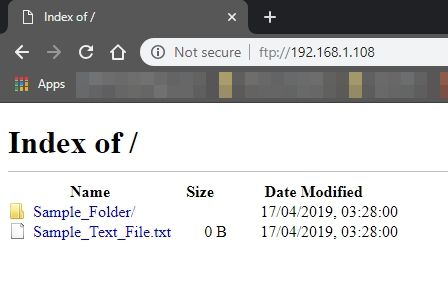 Index of /
Not secure | ftp://192.168.1.108
Apps
Index of /
Name Size Date Modified
Sample_Folder/ 17/04/2019, 03:28:00
Sample_Text_File.txt 0 B 17/04/2019, 03:28:00